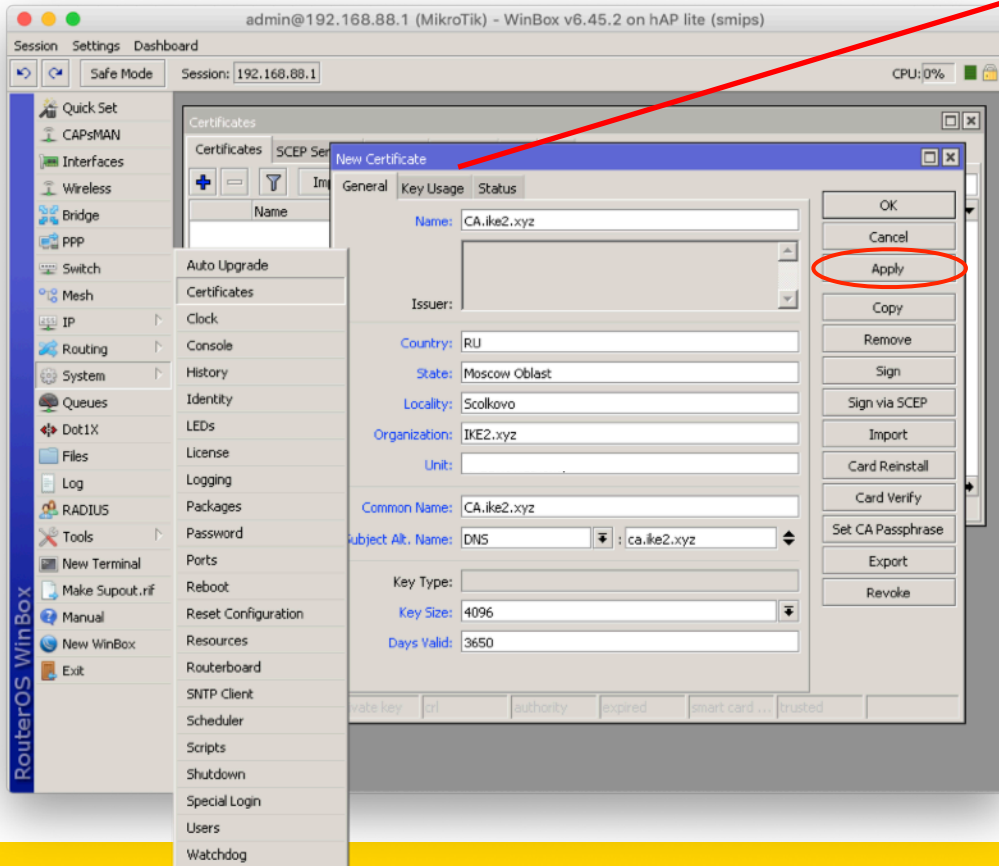 admin@192.168.88.1 (MikroTik) - WinBox v6.45.2 on hAP lite (smips)
Session Settings Dashboard
Safe Mode Session: 192.168.88.1 CPU: 0%
Quick Set
CAPsMAN
Interfaces
Wireless
Bridge
PPP
Switch
Mesh
IP
Routing
System
Queues
Dot1X
Files
Log
RADIUS
Tools
New Terminal
Make Supout.rif
Manual
New WinBox
Exit
RouterOS WinBox
Auto Upgrade
Certificates
Clock
Console
History
Identity
LEDs
License
Logging
Packages
Password
Ports
Reboot
Reset Configuration
Resources
Routerboard
SNTP Client
Scheduler
Scripts
Shutdown
Special Login
Users
Watchdog
Certificates
Certificates SCEP Ser
Im
Name
New Certificate
General Key Usage Status
Name: CA.ike2.xyz
Issuer:
Country: RU
State: Moscow Oblast
Locality: Scolkovo
Organization: IKE2.xyz
Unit:
Common Name: CA.ike2.xyz
Subject Alt. Name: DNS : ca.ike2.xyz
Key Type:
Key Size: 4096
Days Valid: 3650
vate key crl authority expired smart card ... trusted
OK
Cancel
Apply
Copy
Remove
Sign
Sign via SCEP
Import
Card Reinstall
Card Verify
Set CA Passphrase
Export
Revoke